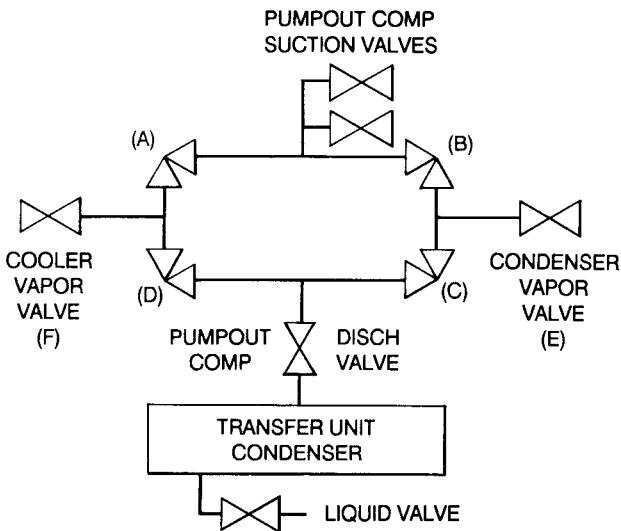 PUMPOUT COMP
SUCTION VALVES
(A)
(B)
COOLER
VAPOR
VALVE
(F)
(D)
(C)
CONDENSER
VAPOR
VALVE
(E)
PUMPOUT
COMP
DISCH
VALVE
TRANSFER UNIT
CONDENSER
LIQUID VALVE